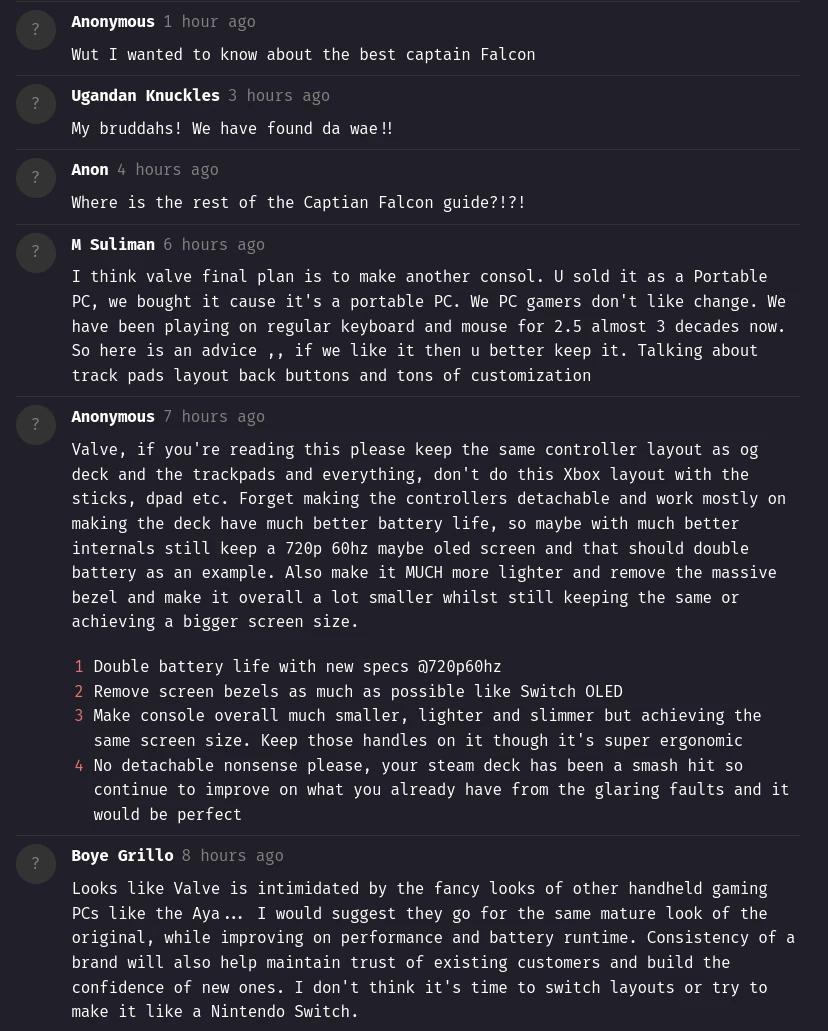 ?
Anonymous 1 hour ago
Wut I wanted to know about the best captain Falcon
?
Ugandan Knuckles 3 hours ago
My bruddahs! We have found da wae!!
?
Anon 4 hours ago
Where is the rest of the Captian Falcon guide?!?!
?
M Suliman 6 hours ago
I think valve final plan is to make another consol. U sold it as a Portable
PC, we bought it cause it's a portable PC. We PC gamers don't like change. We
have been playing on regular keyboard and mouse for 2.5 almost 3 decades now.
So here is an advice ,, if we like it then u better keep it. Talking about
track pads layout back buttons and tons of customization
?
Anonymous 7 hours ago
Valve, if you're reading this please keep the same controller layout as og
deck and the trackpads and everything, don't do this Xbox layout with the
sticks, dpad etc. Forget making the controllers detachable and work mostly on
making the deck have much better battery life, so maybe with much better
internals still keep a 720p 60hz maybe oled screen and that should double
battery as an example. Also make it MUCH more lighter and remove the massive
bezel and make it overall a lot smaller whilst still keeping the same or
achieving a bigger screen size.
1 Double battery life with new specs @720p60hz
2 Remove screen bezels as much as possible like Switch OLED
3 Make console overall much smaller, lighter and slimmer but achieving the
same screen size. Keep those handles on it though it's super ergonomic
4 No detachable nonsense please, your steam deck has been a smash hit so
continue to improve on what you already have from the glaring faults and it
would be perfect
?
Boye Grillo 8 hours ago
Looks like Valve is intimidated by the fancy looks of other handheld gaming
PCs like the Aya... I would suggest they go for the same mature look of the
original, while improving on performance and battery runtime. Consistency of a
brand will also help maintain trust of existing customers and build the
confidence of new ones. I don't think it's time to switch layouts or try to
make it like a Nintendo Switch.